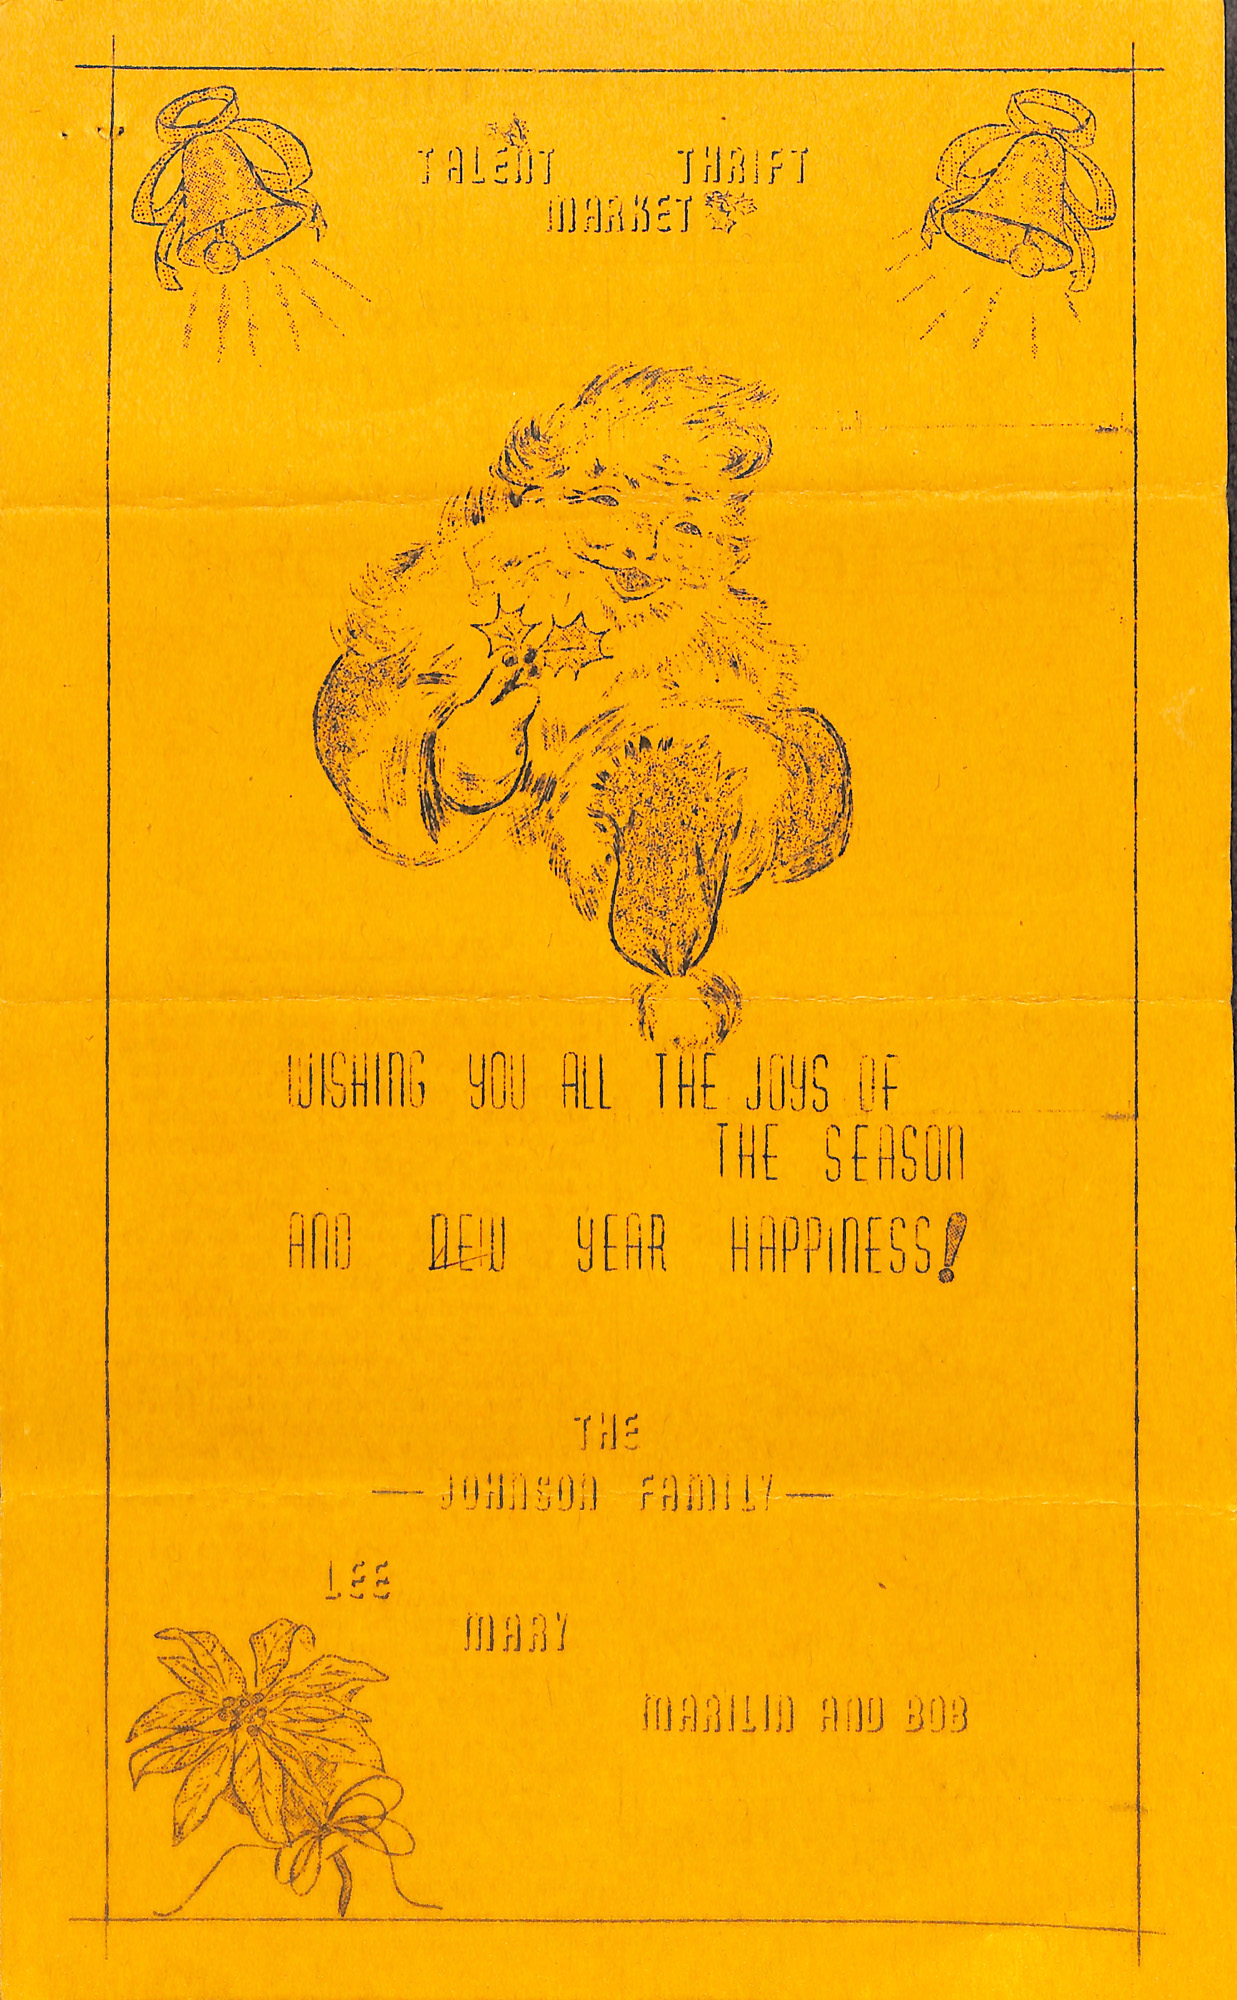 TALENT THRIFT
MARKET
WISHING YOU ALL THE JOYS OF
THE SEASON
AND NEW YEAR HAPPINESS!
THE
— JOHNSON FAMILY —
LEE
MARY
MARILIN AND BOB